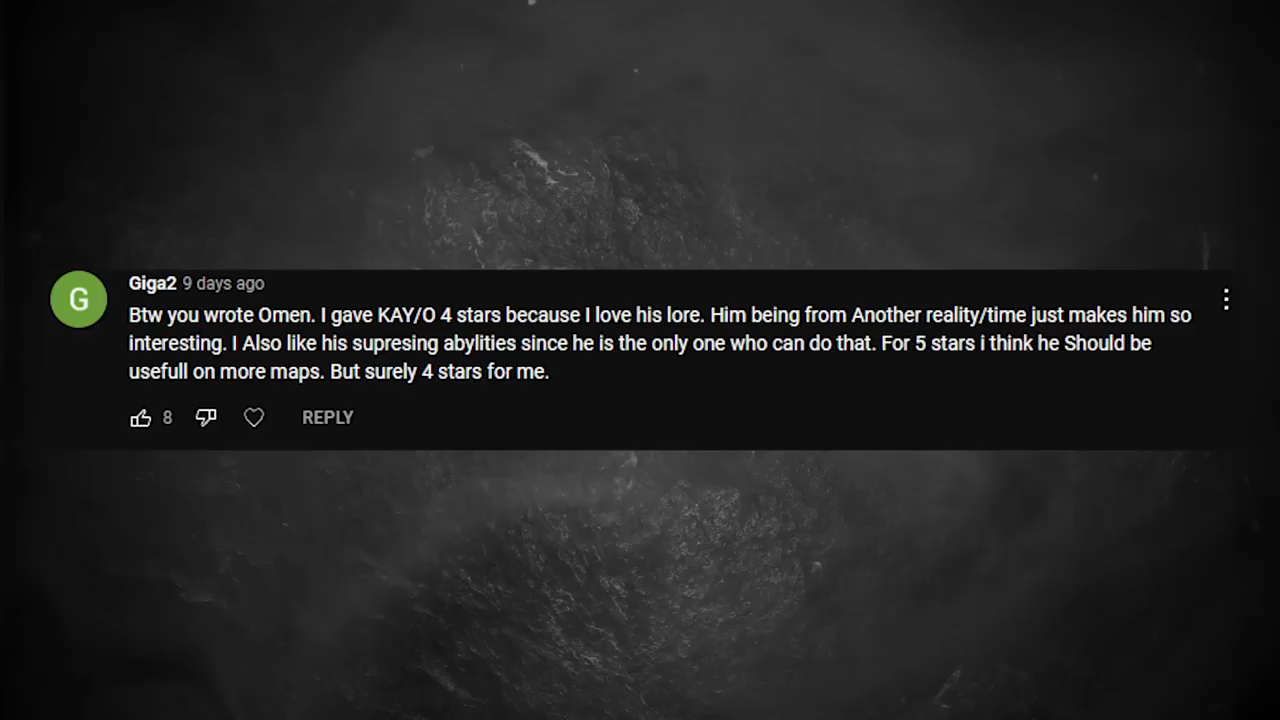 G
Giga2 9 days ago
Btw you wrote Omen. I gave KAY/O 4 stars because I love his lore. Him being from Another reality/time just makes him so
interesting. I Also like his supresing abylities since he is the only one who can do that. For 5 stars i think he Should be
usefull on more maps. But surely 4 stars for me.
8 REPLY